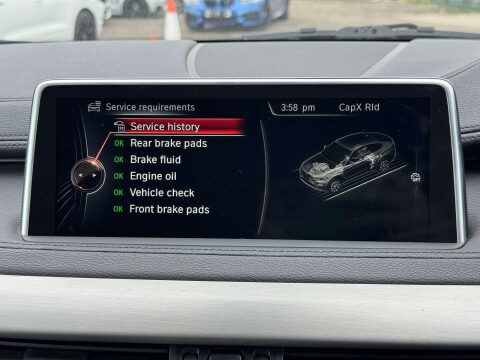 Service requirements
3:58 pm CapX Rld
Service history
OK Rear brake pads
OK Brake fluid
OK Engine oil
OK Vehicle check
OK Front brake pads